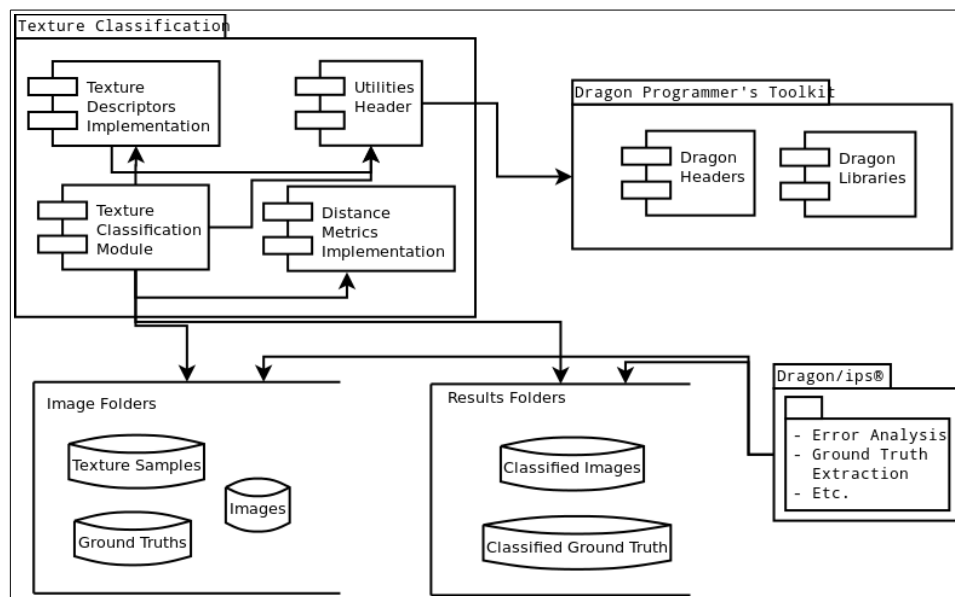 Texture Classification
Texture
Descriptors
Implementation
Utilities
Header
Texture
Classification
Module
Distance
Metrics
Implementation
Dragon Programmer's Toolkit
Dragon
Headers
Dragon
Libraries
Image Folders
Texture Samples
Images
Ground Truths
Results Folders
Classified Images
Classified Ground Truth
Dragon/ips®
- Error Analysis
- Ground Truth
Extraction
- Etc.